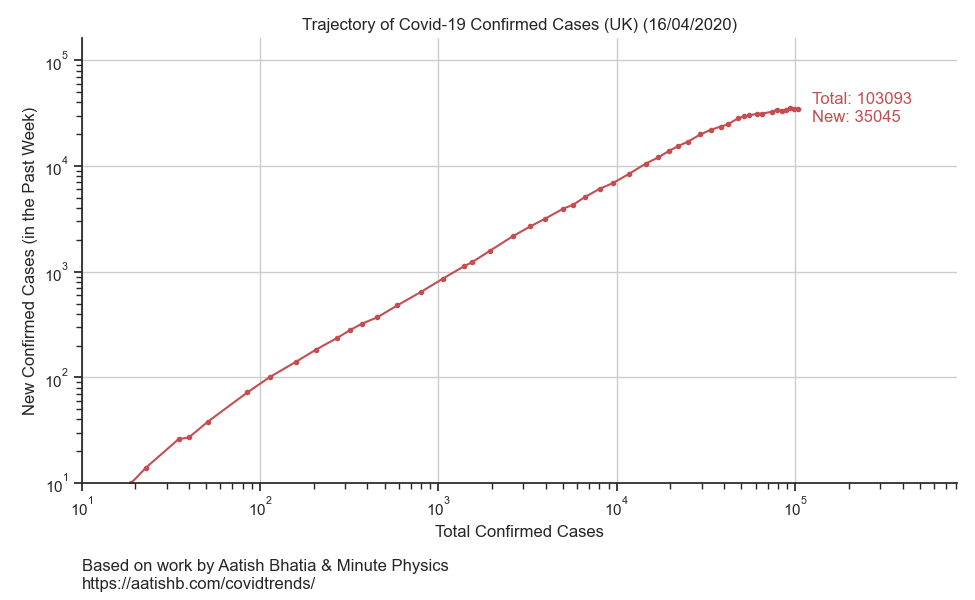 Trajectory of Covid-19 Confirmed Cases (UK) (16/04/2020)
10^5
Total: 103093
New: 35045
10^4
New Confirmed Cases (in the Past Week)
10^3
10^2
10^1
10^1 10^2 10^3 10^4 10^5
Total Confirmed Cases
Based on work by Aatish Bhatia & Minute Physics
https://aatishb.com/covidtrends/